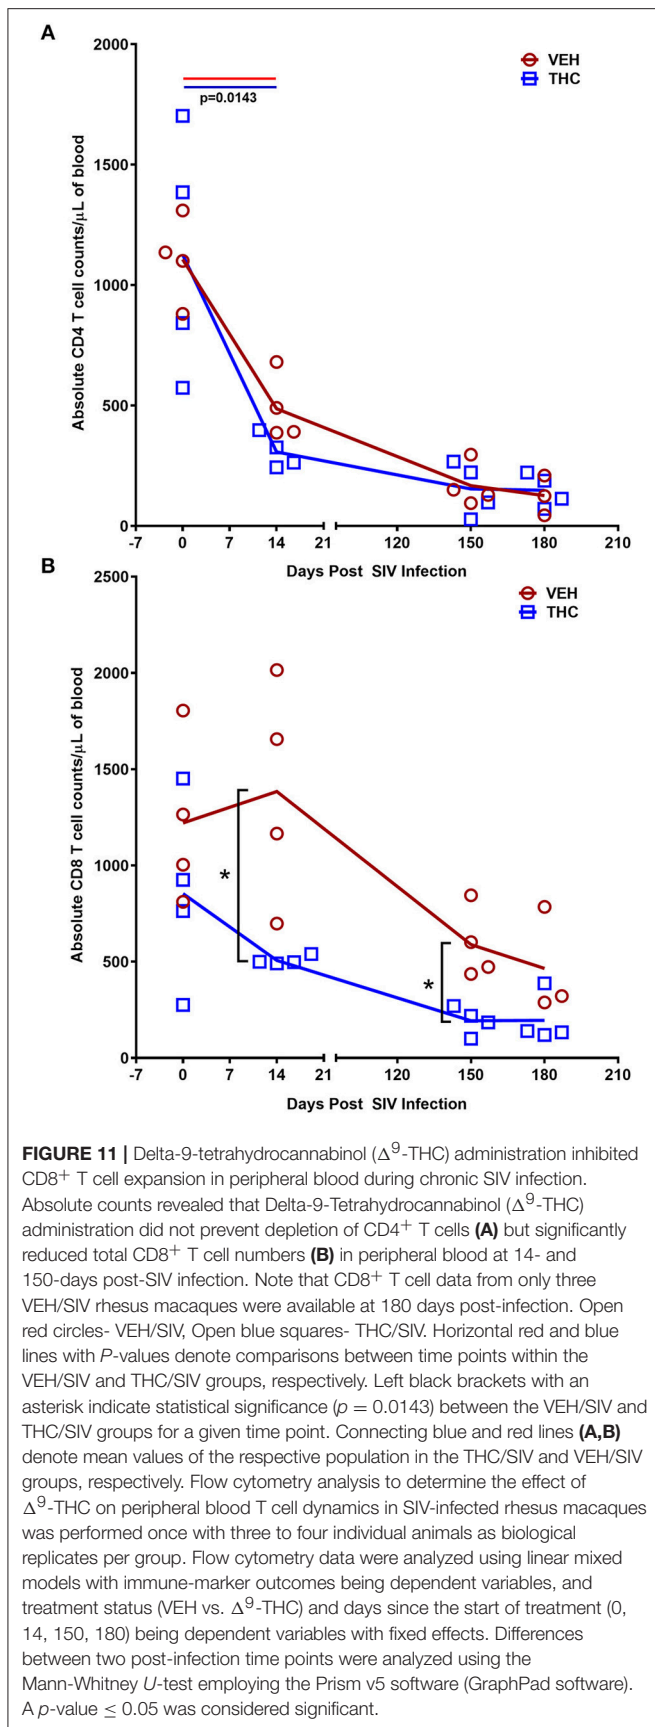 A
2000
1500
1000
500
0
Absolute CD4 T cell counts/μL of blood
VEH
THC
p=0.0143
-7 0 7 14 21 120 150 180 210
Days Post SIV Infection
B
2500
2000
1500
1000
500
0
Absolute CD8 T cell counts/μL of blood
VEH
THC
*
*
-7 0 7 14 21 120 150 180 210
Days Post SIV Infection
FIGURE 11 | Delta-9-tetrahydrocannabinol (Δ9-THC) administration inhibited
CD8+ T cell expansion in peripheral blood during chronic SIV infection.
Absolute counts revealed that Delta-9-Tetrahydrocannabinol (Δ9-THC)
administration did not prevent depletion of CD4+ T cells (A) but significantly
reduced total CD8+ T cell numbers (B) in peripheral blood at 14- and
150-days post-SIV infection. Note that CD8+ T cell data from only three
VEH/SIV rhesus macaques were available at 180 days post-infection. Open
red circles- VEH/SIV, Open blue squares- THC/SIV. Horizontal red and blue
lines with P-values denote comparisons between time points within the
VEH/SIV and THC/SIV groups, respectively. Left black brackets with an
asterisk indicate statistical significance (p = 0.0143) between the VEH/SIV and
THC/SIV groups for a given time point. Connecting blue and red lines (A,B)
denote mean values of the respective population in the THC/SIV and VEH/SIV
groups, respectively. Flow cytometry analysis to determine the effect of
Δ9-THC on peripheral blood T cell dynamics in SIV-infected rhesus macaques
was performed once with three to four individual animals as biological
replicates per group. Flow cytometry data were analyzed using linear mixed
models with immune-marker outcomes being dependent variables, and
treatment status (VEH vs. Δ9-THC) and days since the start of treatment (0,
14, 150, 180) being dependent variables with fixed effects. Differences
between two post-infection time points were analyzed using the
Mann-Whitney U-test employing the Prism v5 software (GraphPad software).
A p-value ≤ 0.05 was considered significant.